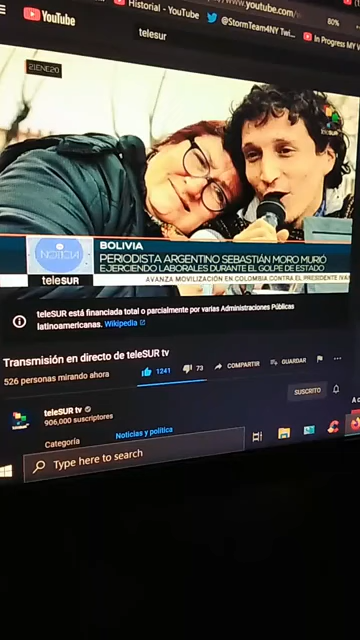 Historial - YouTube
www.youtube.com/
80%
YouTube
@StormTeam4NY Twi...
In Progress MY
telesur
21ENE20
teleSUR
BOLIVIA
NOTICIA
PERIODISTA ARGENTINO SEBASTIÁN MORO MURIÓ
EJERCIENDO LABORALES DURANTE EL GOLPE DE ESTADO
teleSUR
AVANZA MOVILIZACIÓN EN COLOMBIA CONTRA EL PRESIDENTE IVÁN
teleSUR está financiada total o parcialmente por varias Administraciones Públicas
latinoamericanas. Wikipedia
Transmisión en directo de teleSUR tv
526 personas mirando ahora
1241
73
COMPARTIR
GUARDAR
SUSCRITO
teleSUR tv
906,000 suscriptores
Categoría
Noticias y política
Type here to search